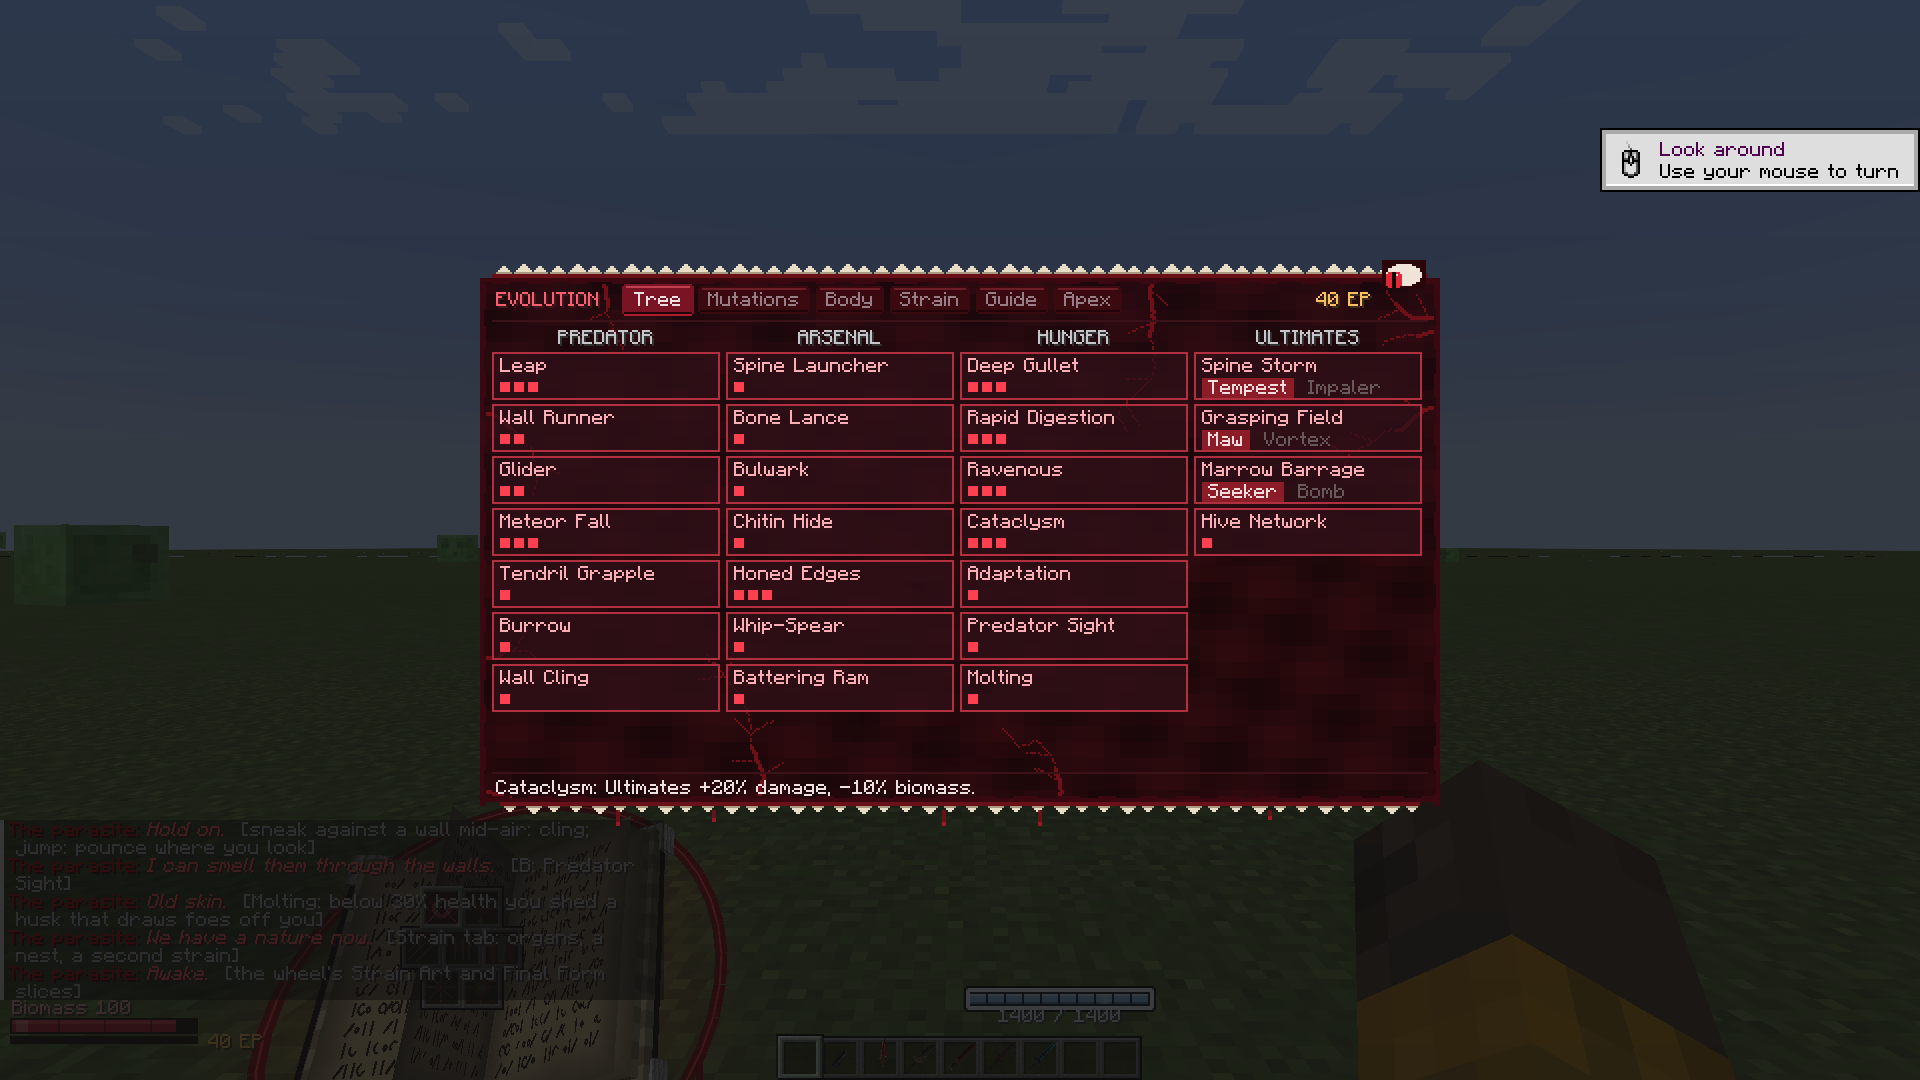 Look around
Use your mouse to turn
EVOLUTION Tree Mutations Body Strain Guide Apex 40 EP
PREDATOR ARSENAL HUNGER ULTIMATES
Leap Spine Launcher Deep Gullet Spine Storm
Tempest Impaler
Wall Runner Bone Lance Rapid Digestion Grasping Field
Maw Vortex
Glider Bulwark Ravenous Marrow Barrage
Seeker Bomb
Meteor Fall Chitin Hide Cataclysm Hive Network
Tendril Grapple Honed Edges Adaptation
Burrow Whip-Spear Predator Sight
Wall Cling Battering Ram Molting
Cataclysm: Ultimates +20% damage, -10% biomass.
The parasite: Hold on. [sneak against a wall mid-air: cling;
jump: pounce where you look]
The parasite: I can smell them through the walls. [B: Predator
Sight]
The parasite: Old skin. [Molting: below 30% health you shed a
husk that draws foes off you]
The parasite: We have a nature now. [Strain tab: organs, a
nest, a second strain]
The parasite: Awake. [the wheel's Strain Art and Final Form
slices]
Biomass 100
40 EP
1400 / 1400